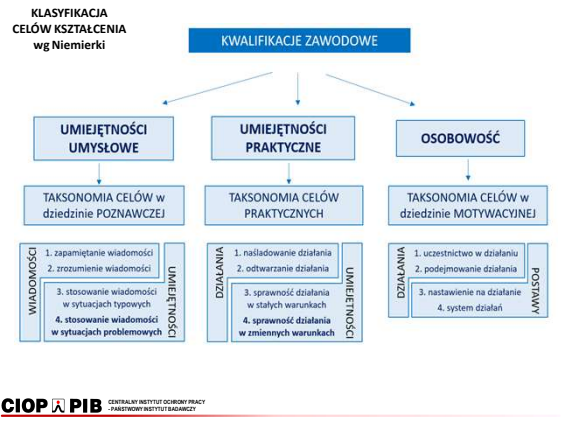 KLASYFIKACJA
CELÓW KSZTAŁCENIA
wg Niemierki
KWALIFIKACJE ZAWODOWE
UMIEJĘTNOŚCI
UMYSŁOWE
UMIEJĘTNOŚCI
PRAKTYCZNE
OSOBOWOŚĆ
TAKSONOMIA CELÓW w
dziedzinie POZNAWCZEJ
TAKSONOMIA CELÓW
PRAKTYCZNYCH
TAKSONOMIA CELÓW w
dziedzinie MOTYWACYJNEJ
WIADOMOŚCI
1. zapamiętanie wiadomości
2. zrozumienie wiadomości
3. stosowanie wiadomości
w sytuacjach typowych
4. stosowanie wiadomości
w sytuacjach problemowych
UMIEJĘTNOŚCI
DZIAŁANIA
1. naśladowanie działania
2. odtwarzanie działania
3. sprawność działania
w stałych warunkach
4. sprawność działania
w zmiennych warunkach
UMIEJĘTNOŚCI
DZIAŁANIA
1. uczestnictwo w działaniu
2. podejmowanie działania
3. nastawienie na działanie
4. system działań
POSTAWY
CIOP PIB
CENTRALNY INSTYTUT OCHRONY PRACY
- PAŃSTWOWY INSTYTUT BADAWCZY